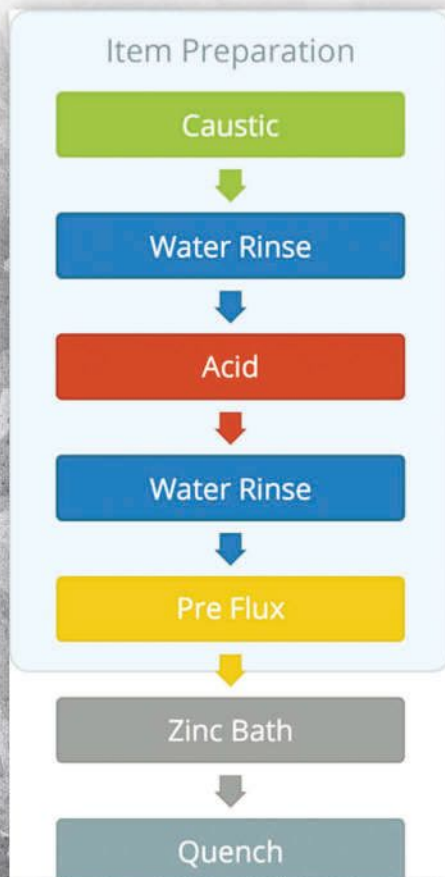 Item Preparation
Caustic
Water Rinse
Acid
Water Rinse
Pre Flux
Zinc Bath
Quench